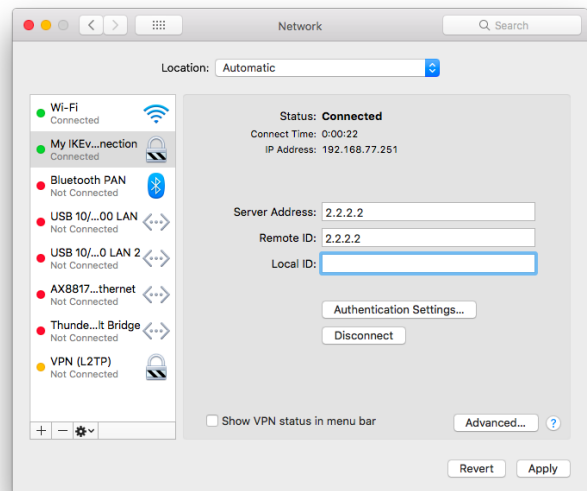 Network
Search
Location: Automatic
Wi-Fi
Connected
My IKEv...nection
Connected
Bluetooth PAN
Not Connected
USB 10/...00 LAN
Not Connected
USB 10/...0 LAN 2
Not Connected
AX8817...thernet
Not Connected
Thunde...lt Bridge
Not Connected
VPN (L2TP)
Not Connected
Status: Connected
Connect Time: 0:00:22
IP Address: 192.168.77.251
Server Address: 2.2.2.2
Remote ID: 2.2.2.2
Local ID:
Authentication Settings...
Disconnect
Show VPN status in menu bar
Advanced... ?
Revert Apply